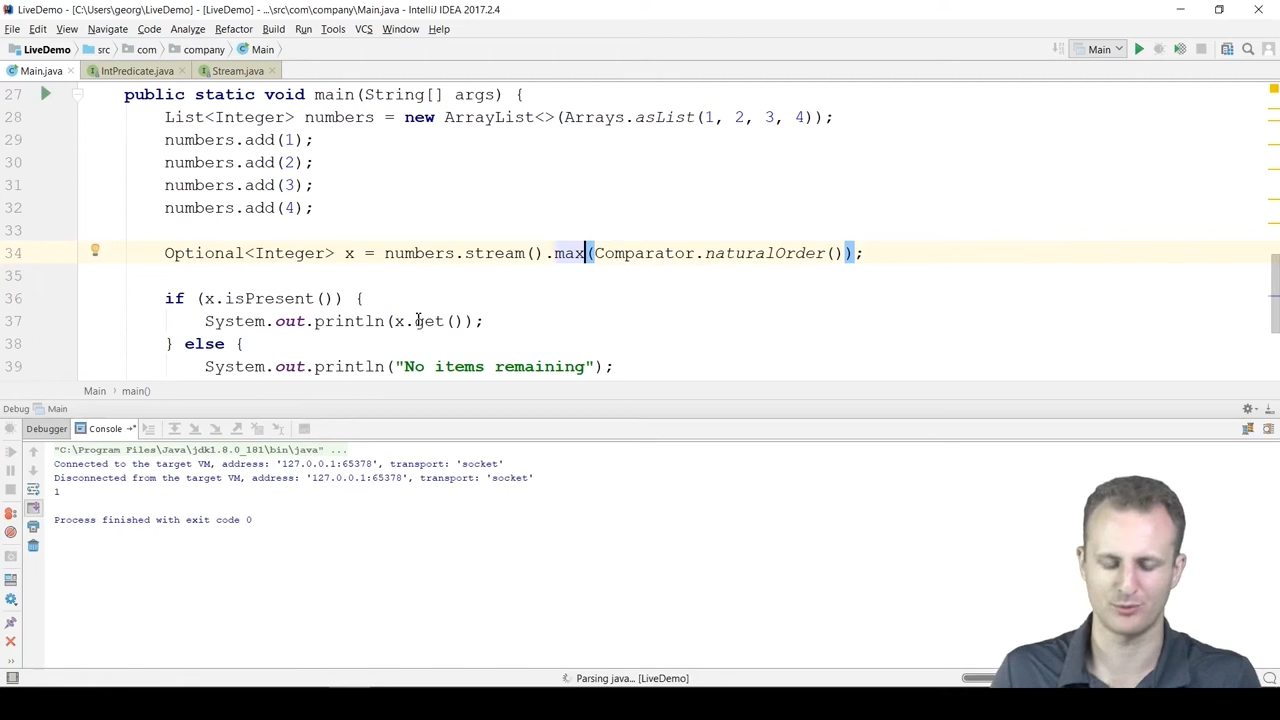 LiveDemo - [C:\Users\georg\LiveDemo] - [LiveDemo] - ...\src\com\company\Main.java - IntelliJ IDEA 2017.2.4
File Edit View Navigate Code Analyze Refactor Build Run Tools VCS Window Help
LiveDemo src com company Main Main
Main.java IntPredicate.java Stream.java
27 public static void main(String[] args) {
28 List<Integer> numbers = new ArrayList<>(Arrays.asList(1, 2, 3, 4));
29 numbers.add(1);
30 numbers.add(2);
31 numbers.add(3);
32 numbers.add(4);
33
34 Optional<Integer> x = numbers.stream().max(Comparator.naturalOrder());
35
36 if (x.isPresent()) {
37 System.out.println(x.get());
38 } else {
39 System.out.println("No items remaining");
Main main()
Debug Main
Debugger Console
"C:\Program Files\Java\jdk1.8.0_181\bin\java" ...
Connected to the target VM, address: '127.0.0.1:65378', transport: 'socket'
Disconnected from the target VM, address: '127.0.0.1:65378', transport: 'socket'
1
Process finished with exit code 0
Parsing java... [LiveDemo]